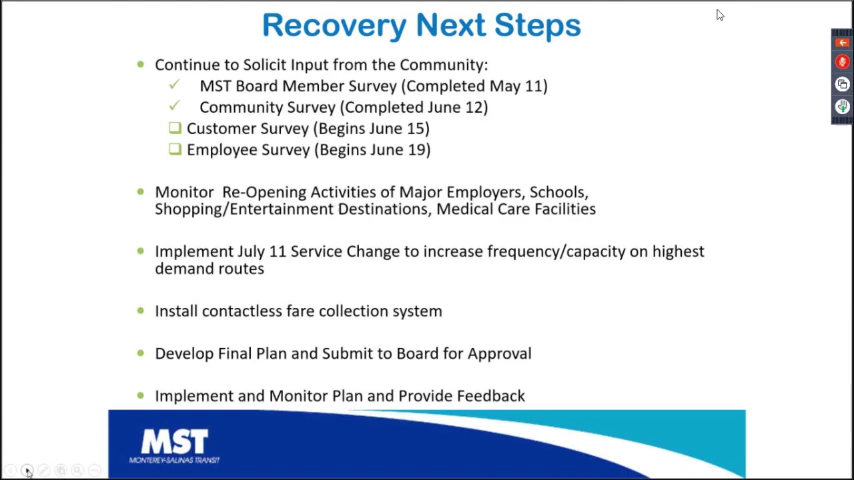 Recovery Next Steps
Continue to Solicit Input from the Community:
MST Board Member Survey (Completed May 11)
Community Survey (Completed June 12)
Customer Survey (Begins June 15)
Employee Survey (Begins June 19)
Monitor Re-Opening Activities of Major Employers, Schools,
Shopping/Entertainment Destinations, Medical Care Facilities
Implement July 11 Service Change to increase frequency/capacity on highest
demand routes
Install contactless fare collection system
Develop Final Plan and Submit to Board for Approval
Implement and Monitor Plan and Provide Feedback
MST
MONTEREY-SALINAS TRANSIT